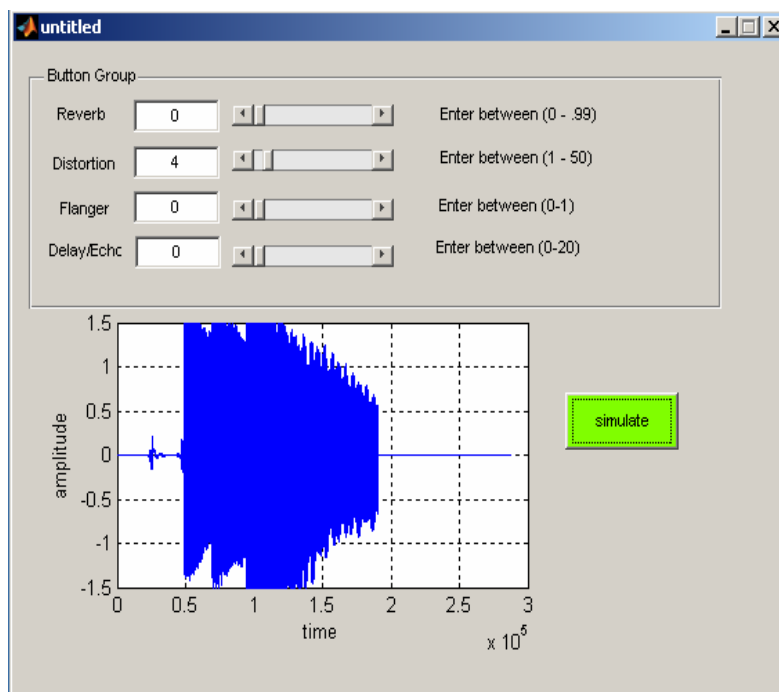 untitled
Button Group
Reverb 0 Enter between (0 - .99)
Distortion 4 Enter between (1 - 50)
Flanger 0 Enter between (0-1)
Delay/Echc 0 Enter between (0-20)
1.5
1
0.5
0
-0.5
-1
-1.5
amplitude
0 0.5 1 1.5 2 2.5 3
time
x 10^5
simulate